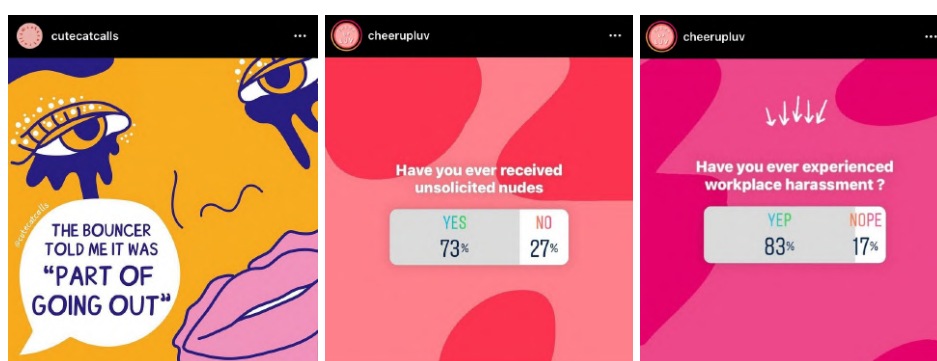 cutecatcalls
@cutecatcalls
THE BOUNCER
TOLD ME IT WAS
“PART OF
GOING OUT”
cheerupluv
Have you ever received
unsolicited nudes
YES
NO
73%
27%
cheerupluv
Have you ever experienced
workplace harassment ?
YEP
NOPE
83%
17%